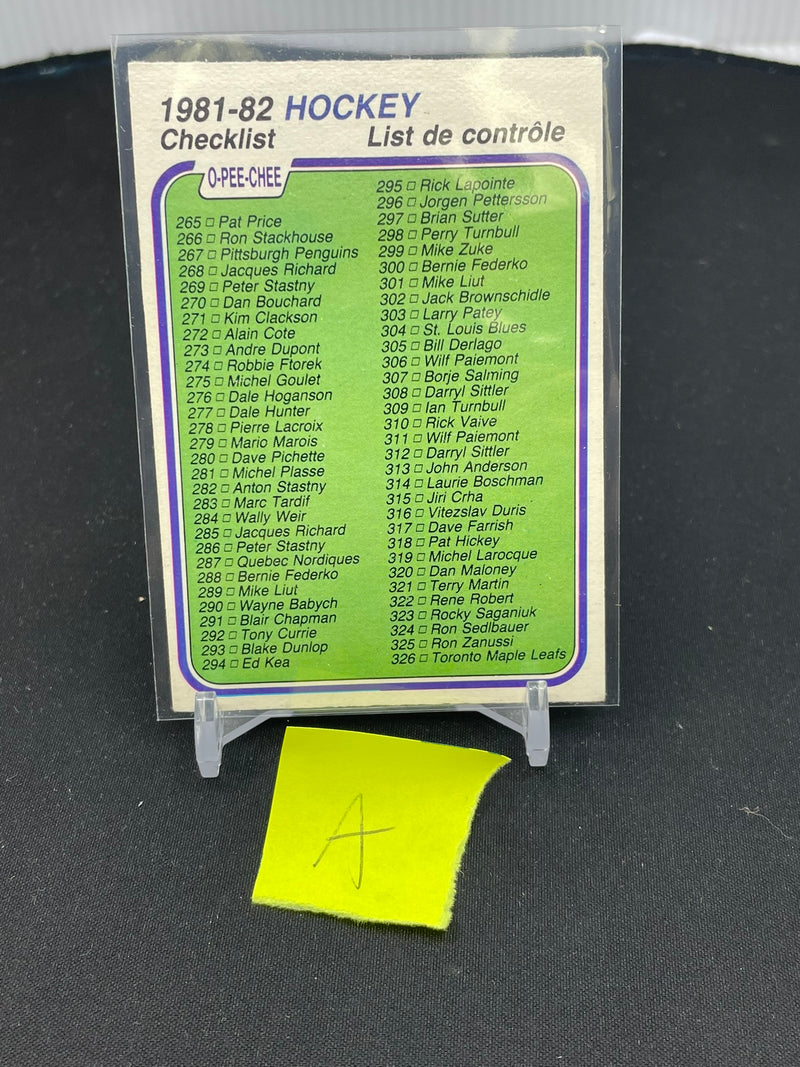 1981-82 HOCKEY
Checklist
List de contrôle
O-PEE-CHEE
265 □ Pat Price
266 □ Ron Stackhouse
267 □ Pittsburgh Penguins
268 □ Jacques Richard
269 □ Peter Stastny
270 □ Dan Bouchard
271 □ Kim Clackson
272 □ Alain Cote
273 □ Andre Dupont
274 □ Robbie Ftorek
275 □ Michel Goulet
276 □ Dale Hoganson
277 □ Dale Hunter
278 □ Pierre Lacroix
279 □ Mario Marois
280 □ Dave Pichette
281 □ Michel Plasse
282 □ Anton Stastny
283 □ Marc Tardif
284 □ Wally Weir
285 □ Jacques Richard
286 □ Peter Stastny
287 □ Quebec Nordiques
288 □ Bernie Federko
289 □ Mike Liut
290 □ Wayne Babych
291 □ Blair Chapman
292 □ Tony Currie
293 □ Blake Dunlop
294 □ Ed Kea
295 □ Rick Lapointe
296 □ Jorgen Pettersson
297 □ Brian Sutter
298 □ Perry Turnbull
299 □ Mike Zuke
300 □ Bernie Federko
301 □ Mike Liut
302 □ Jack Brownschidle
303 □ Larry Patey
304 □ St. Louis Blues
305 □ Bill Derlago
306 □ Wilf Paiemont
307 □ Borje Salming
308 □ Darryl Sittler
309 □ Ian Turnbull
310 □ Rick Vaive
311 □ Wilf Paiemont
312 □ Darryl Sittler
313 □ John Anderson
314 □ Laurie Boschman
315 □ Jiri Crha
316 □ Vitezslav Duris
317 □ Dave Farrish
318 □ Pat Hickey
319 □ Michel Larocque
320 □ Dan Maloney
321 □ Terry Martin
322 □ Rene Robert
323 □ Rocky Saganiuk
324 □ Ron Sedlbauer
325 □ Ron Zanussi
326 □ Toronto Maple Leafs
A